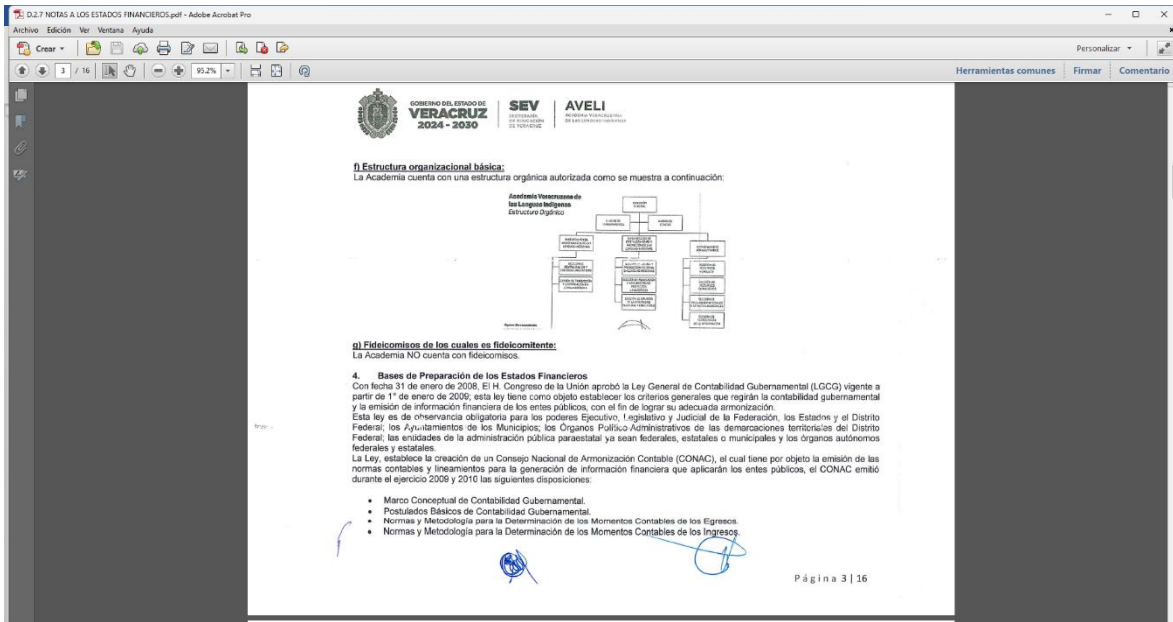 D.2.7 NOTAS A LOS ESTADOS FINANCIEROS.pdf - Adobe Acrobat Pro
Archivo Edición Ver Ventana Ayuda
Crear
Personalizar
3 / 16
95.2%
Herramientas comunes Firmar Comentario
GOBIERNO DEL ESTADO DE
VERACRUZ
2024 - 2030
SEV
SECRETARÍA
DE EDUCACIÓN
DE VERACRUZ
AVELI
ACADEMIA VERACRUZANA
DE LAS LENGUAS INDÍGENAS
f) Estructura organizacional básica:
La Academia cuenta con una estructura orgánica autorizada como se muestra a continuación:
Academia Veracruzana de
las Lenguas Indígenas
Estructura Orgánica
g) Fideicomisos de los cuales es fideicomitente:
La Academia NO cuenta con fideicomisos.
4. Bases de Preparación de los Estados Financieros
Con fecha 31 de enero de 2008, El H. Congreso de la Unión aprobó la Ley General de Contabilidad Gubernamental (LGCG) vigente a
partir de 1° de enero de 2009; esta ley tiene como objeto establecer los criterios generales que regirán la contabilidad gubernamental
y la emisión de información financiera de los entes públicos, con el fin de lograr su adecuada armonización.
Esta ley es de observancia obligatoria para los poderes Ejecutivo, Legislativo y Judicial de la Federación, los Estados y el Distrito
Federal; los Ayuntamientos de los Municipios; los Órganos Político-Administrativos de las demarcaciones territoriales del Distrito
Federal; las entidades de la administración pública paraestatal ya sean federales, estatales o municipales y los órganos autónomos
federales y estatales.
La Ley, establece la creación de un Consejo Nacional de Armonización Contable (CONAC), el cual tiene por objeto la emisión de las
normas contables y lineamientos para la generación de información financiera que aplicarán los entes públicos, el CONAC emitió
durante el ejercicio 2009 y 2010 las siguientes disposiciones:
• Marco Conceptual de Contabilidad Gubernamental.
• Postulados Básicos de Contabilidad Gubernamental.
• Normas y Metodología para la Determinación de los Momentos Contables de los Egresos.
• Normas y Metodología para la Determinación de los Momentos Contables de los Ingresos.
Página 3 | 16